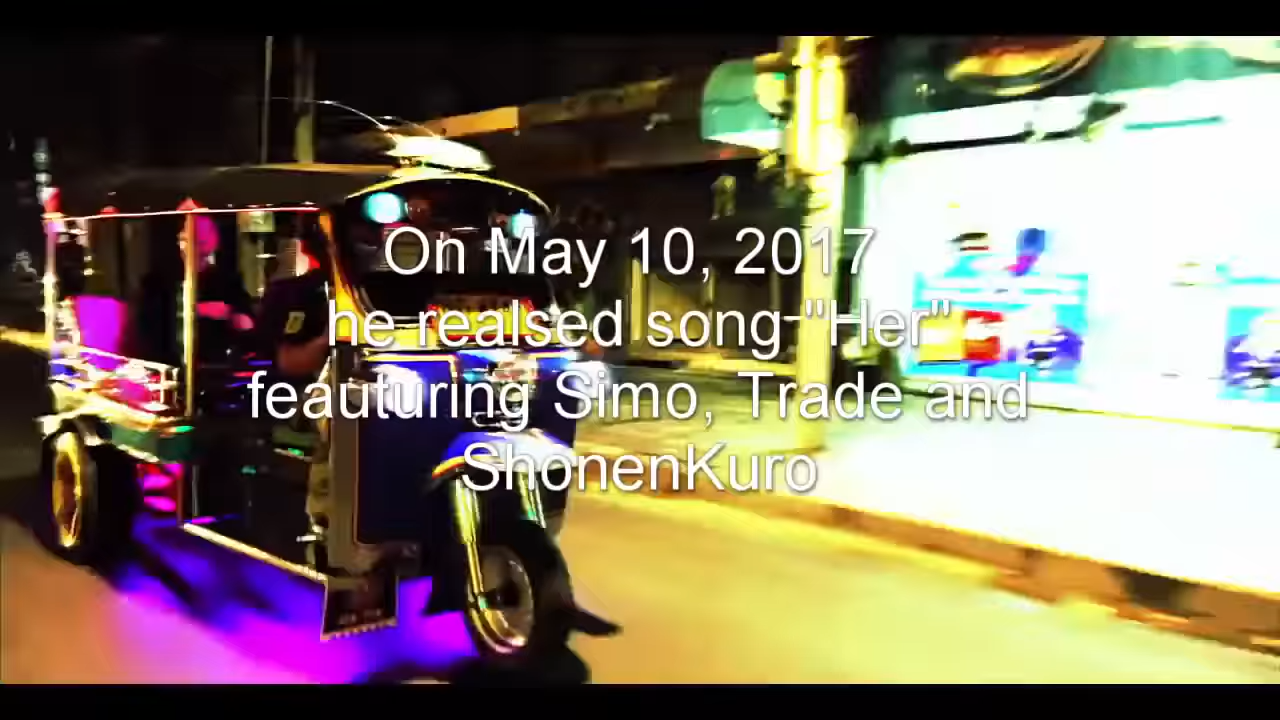 On May 10, 2017
he realsed song-"Her"
feauturing Simo, Trade and
ShonenKuro